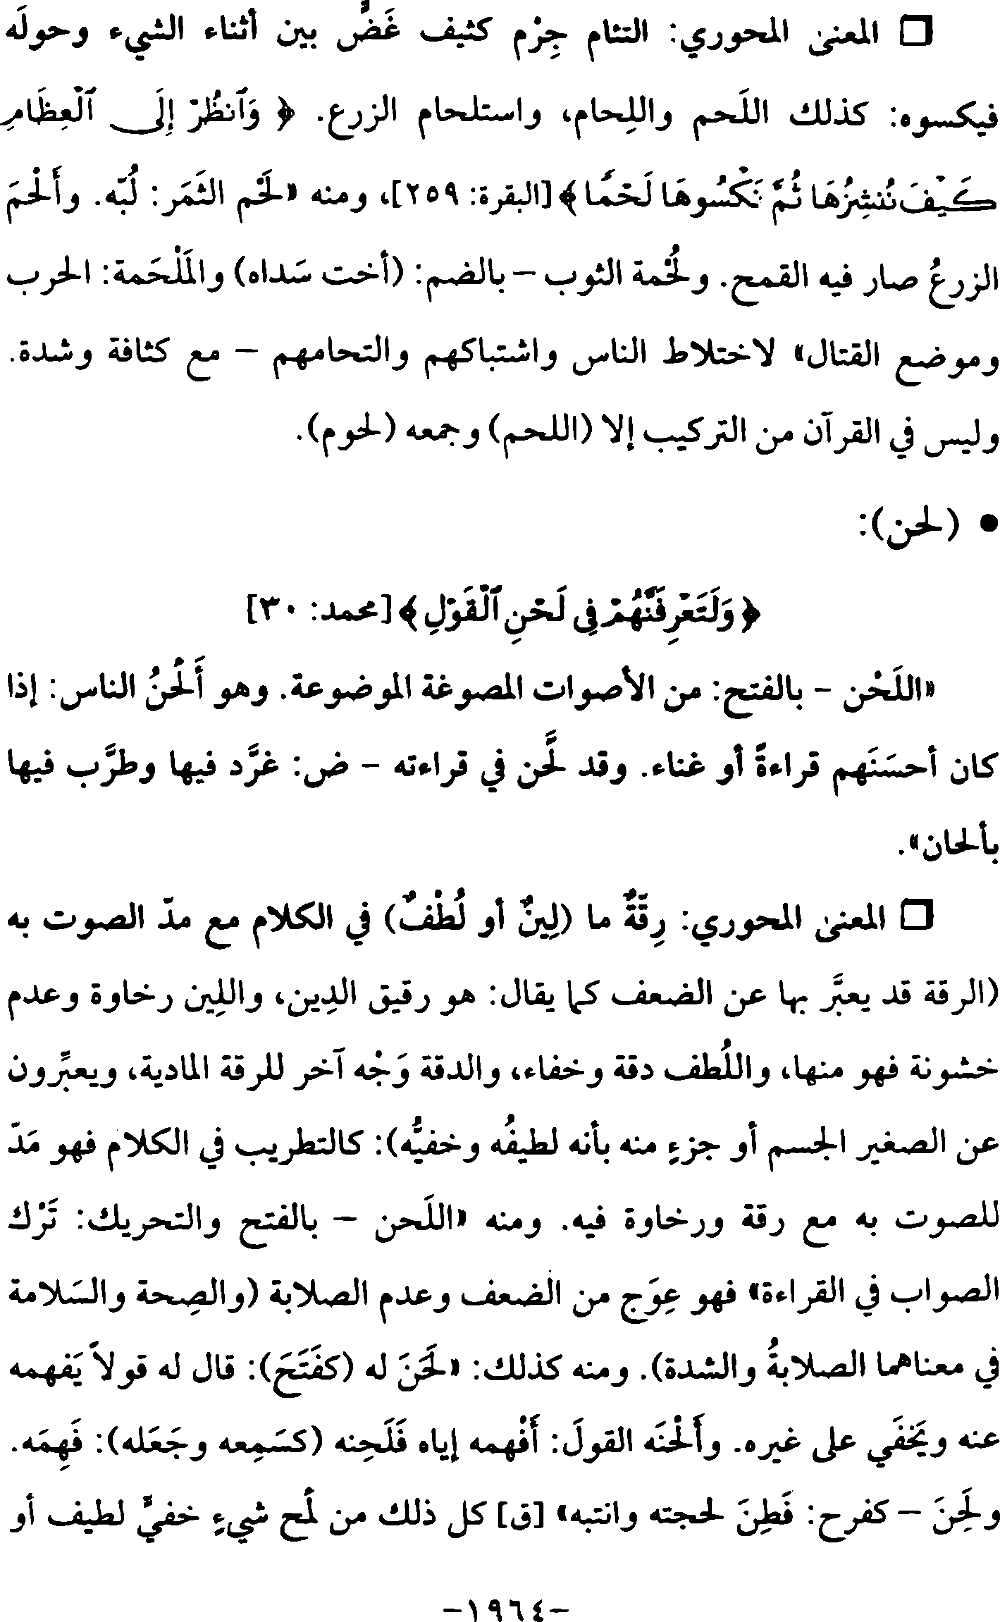 □ المعنى المحوري: التئام جِرْم كثيف غَضٍّ بين أثناء الشيء وحولَه
فيكسوه: كذلك اللَحم واللِحام، واستلحام الزرع. ﴿ وَٱنظُرْ إِلَى ٱلْعِظَامِ
كَيْفَ نُنشِزُهَا ثُمَّ نَكْسُوهَا لَحْمًا ﴾ [البقرة: ٢٥٩]، ومنه «لَحْم الثَمَر: لُبّه. وأَلْحَمَ
الزرعُ صار فيه القمح. ولُحْمة الثوب – بالضم: (أخت سَداه) والمَلْحَمة: الحرب
وموضع القتال» لاختلاط الناس واشتباكهم والتحامهم – مع كثافة وشدة.
وليس في القرآن من التركيب إلا (اللحم) وجمعه (لحوم).
• (لحن):
﴿ وَلَتَعْرِفَنَّهُمْ فِي لَحْنِ ٱلْقَوْلِ ﴾ [محمد: ٣٠]
«اللَحْن – بالفتح: من الأصوات المصوغة الموضوعة. وهو أَلْحَنُ الناس: إذا
كان أحسَنَهم قراءةً أو غناء. وقد لَحَّن في قراءته – ض: غرَّد فيها وطرَّب فيها
بألحان».
□ المعنى المحوري: رِقّةٌ ما (لِينٌ أو لُطْفٌ) في الكلام مع مدّ الصوت به
(الرقة قد يعبَّر بها عن الضعف كما يقال: هو رقيق الدِين، واللِين رخاوة وعدم
خشونة فهو منها، واللُطف دقة وخفاء، والدقة وَجْه آخر للرقة المادية، ويعبِّرون
عن الصغير الجسم أو جزءٍ منه بأنه لطيفُه وخفيُّه): كالتطريب في الكلام فهو مَدّ
للصوت به مع رقة ورخاوة فيه. ومنه «اللَحن – بالفتح والتحريك: تَرْك
الصواب في القراءة» فهو عِوَج من الضعف وعدم الصلابة (والصِحة والسَلامة
في معناهما الصلابةُ والشدة). ومنه كذلك: «لَحَنَ له (كفَتَحَ): قال له قولاً يَفهمه
عنه ويَخْفَي على غيره. وأَلْحَنَه القولَ: أَفْهمه إياه فَلَحِنه (كسَمِعه وجَعَله): فَهِمَه.
ولَحِنَ – كفرح: فَطِنَ لحجته وانتبه» [ق] كل ذلك من لمح شيءٍ خفيٍّ لطيف أو
-١٩٦٤-